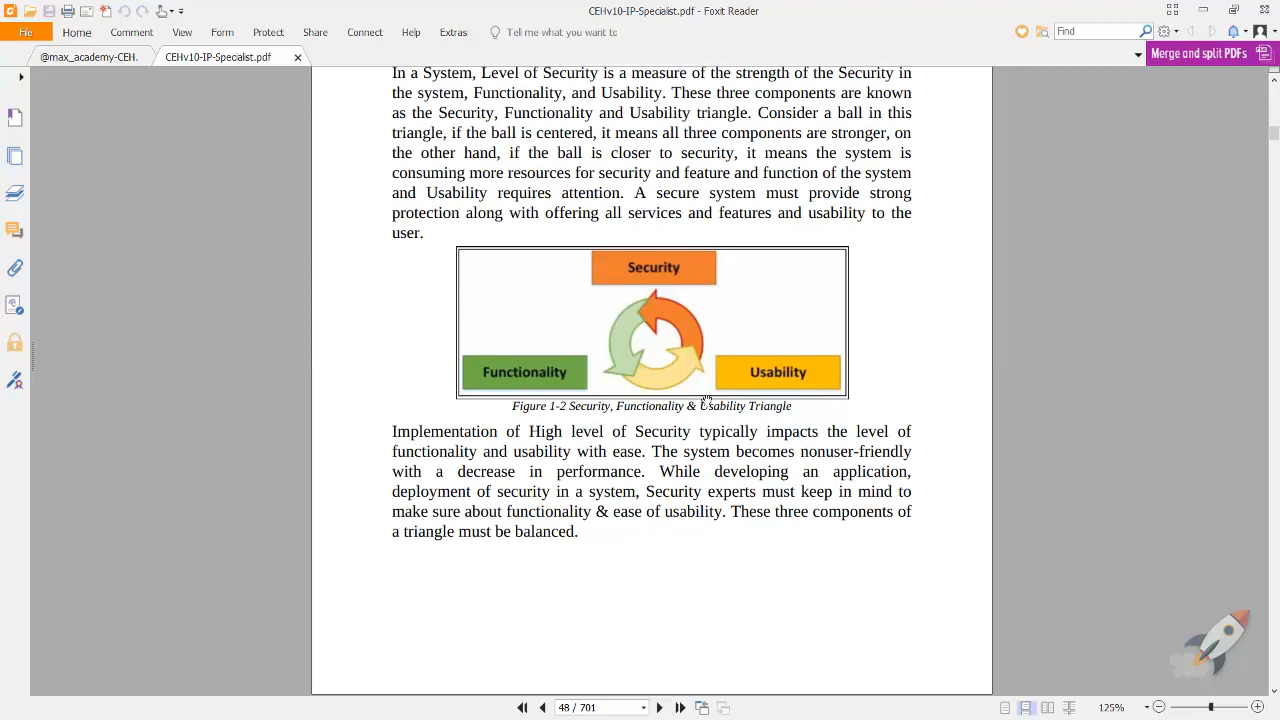 CEHv10-IP-Specialist.pdf - Foxit Reader
File Home Comment View Form Protect Share Connect Help Extras Tell me what you want to Find
@max_academy-CEH. CEHv10-IP-Specialist.pdf Merge and split PDFs
In a System, Level of Security is a measure of the strength of the Security in
the system, Functionality, and Usability. These three components are known
as the Security, Functionality and Usability triangle. Consider a ball in this
triangle, if the ball is centered, it means all three components are stronger, on
the other hand, if the ball is closer to security, it means the system is
consuming more resources for security and feature and function of the system
and Usability requires attention. A secure system must provide strong
protection along with offering all services and features and usability to the
user.
Security
Functionality
Usability
Figure 1-2 Security, Functionality & Usability Triangle
Implementation of High level of Security typically impacts the level of
functionality and usability with ease. The system becomes nonuser-friendly
with a decrease in performance. While developing an application,
deployment of security in a system, Security experts must keep in mind to
make sure about functionality & ease of usability. These three components of
a triangle must be balanced.
48 / 701
125%